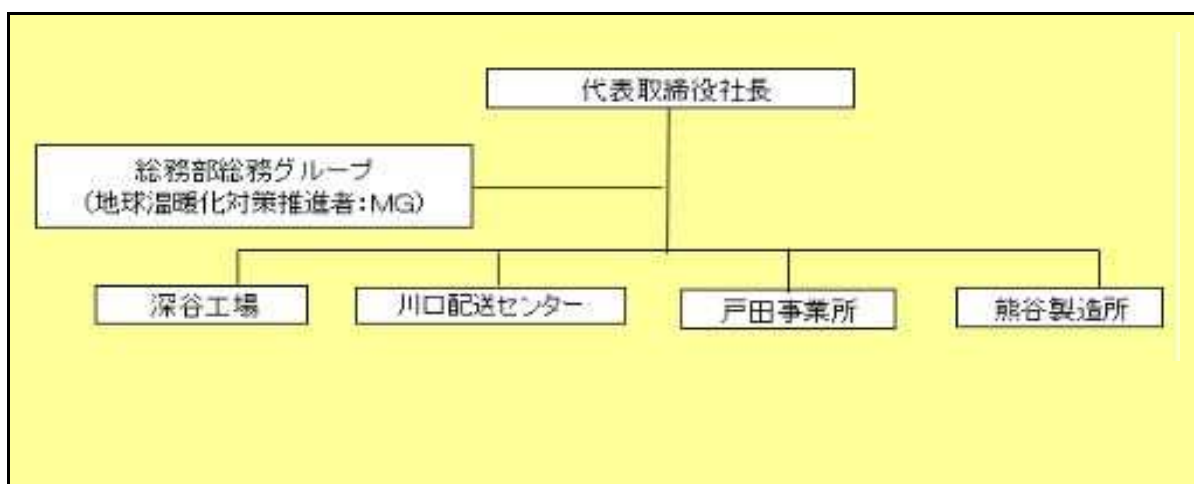 代表取締役社長
総務部総務グループ
(地球温暖化対策推進者:MG)
深谷工場
川口配送センター
戸田事業所
熊谷製造所